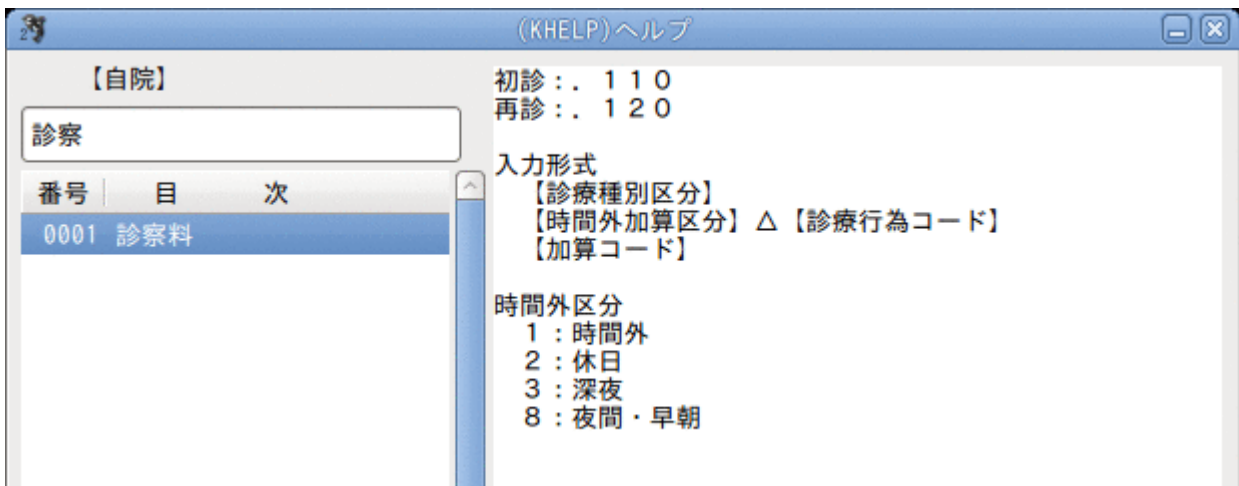 (KHELP)ヘルプ
【自院】
診察
番号 目 次
0001 診察料
初診：．１１０
再診：．１２０
入力形式
【診療種別区分】
【時間外加算区分】△【診療行為コード】
【加算コード】
時間外区分
１：時間外
２：休日
３：深夜
８：夜間・早朝